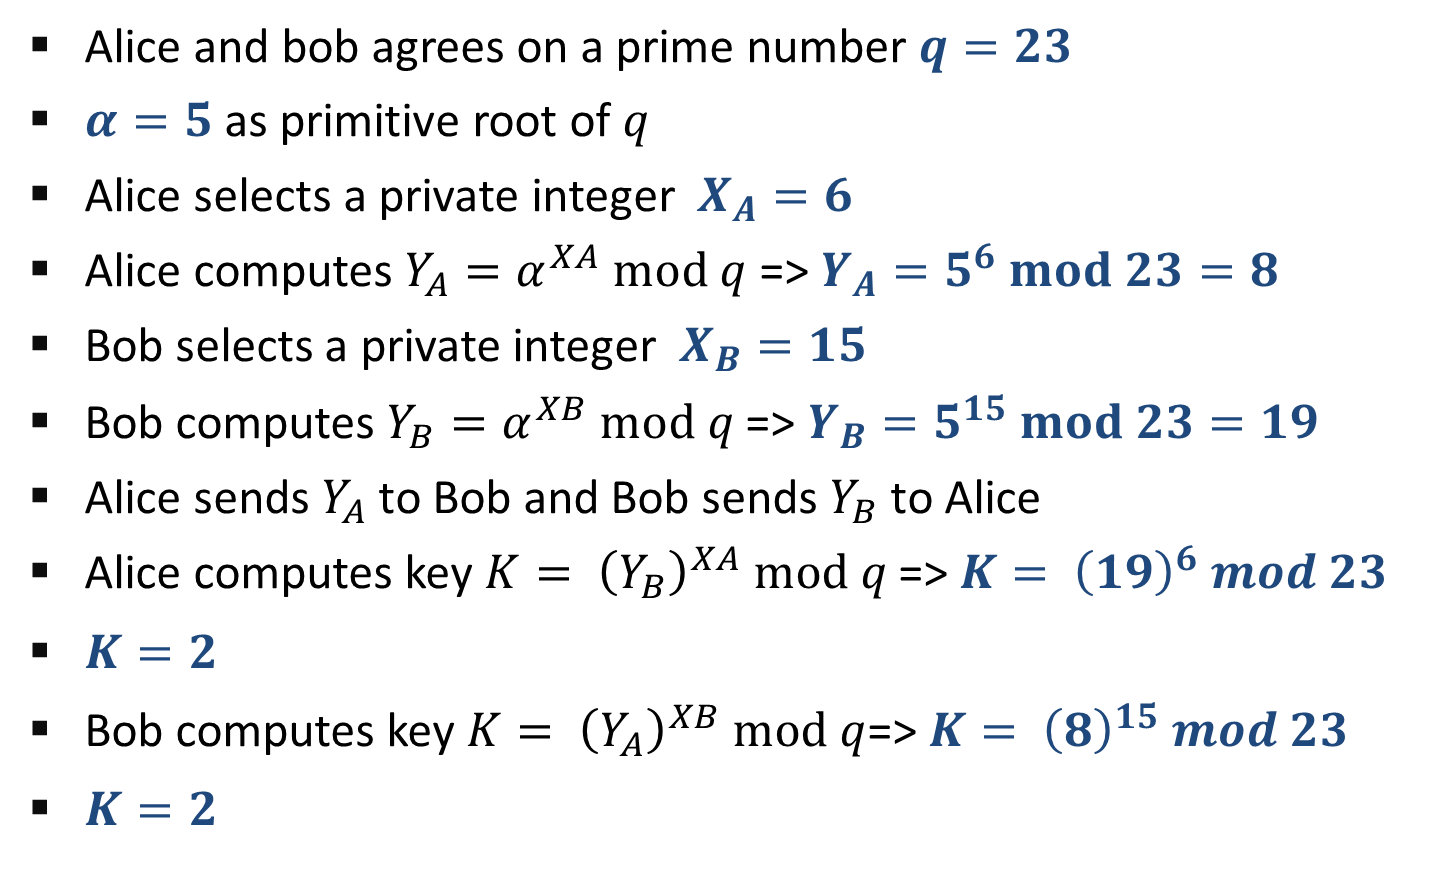 ▪ Alice and bob agrees on a prime number 𝒒 = 𝟐𝟑
▪ 𝜶 = 𝟓 as primitive root of 𝑞
▪ Alice selects a private integer 𝑿_𝑨 = 𝟔
▪ Alice computes 𝑌_𝐴 = 𝛼^{𝑋𝐴} mod 𝑞 => 𝒀_𝑨 = 𝟓^𝟔 𝐦𝐨𝐝 𝟐𝟑 = 𝟖
▪ Bob selects a private integer 𝑿_𝑩 = 𝟏𝟓
▪ Bob computes 𝑌_𝐵 = 𝛼^{𝑋𝐵} mod 𝑞 => 𝒀_𝑩 = 𝟓^{𝟏𝟓} 𝐦𝐨𝐝 𝟐𝟑 = 𝟏𝟗
▪ Alice sends 𝑌_𝐴 to Bob and Bob sends 𝑌_𝐵 to Alice
▪ Alice computes key 𝐾 = (𝑌_𝐵)^{𝑋𝐴} mod 𝑞 => 𝑲 = (𝟏𝟗)^𝟔 𝒎𝒐𝒅 𝟐𝟑
▪ 𝑲 = 𝟐
▪ Bob computes key 𝐾 = (𝑌_𝐴)^{𝑋𝐵} mod 𝑞=> 𝑲 = (𝟖)^{𝟏𝟓} 𝒎𝒐𝒅 𝟐𝟑
▪ 𝑲 = 𝟐